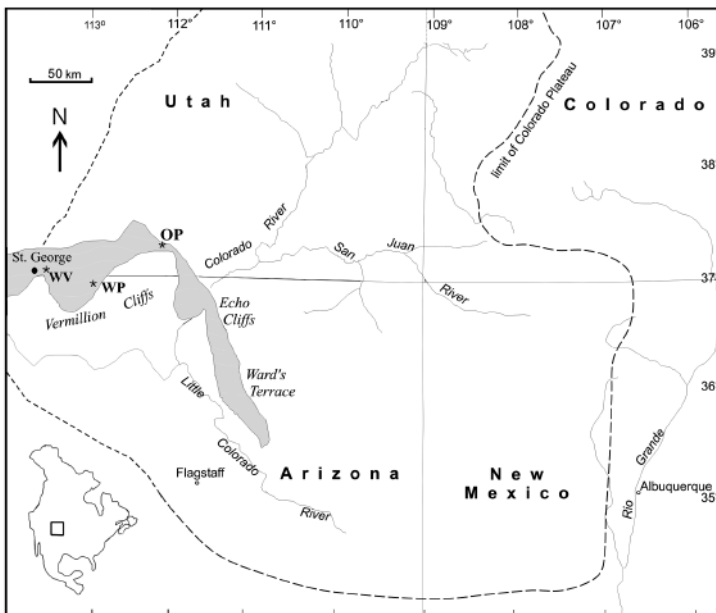 113° 112° 111° 110° 109° 108° 107° 106°
39°
50 km
Utah
Colorado
limit of Colorado Plateau
N
38°
OP
St. George
WV
WP
Colorado
River
San
Juan
River
37°
Vermillion
Cliffs
Echo
Cliffs
36°
Ward's
Terrace
Little
Colorado
River
Flagstaff
Arizona
New
Mexico
Rio
Grande
Albuquerque
35°